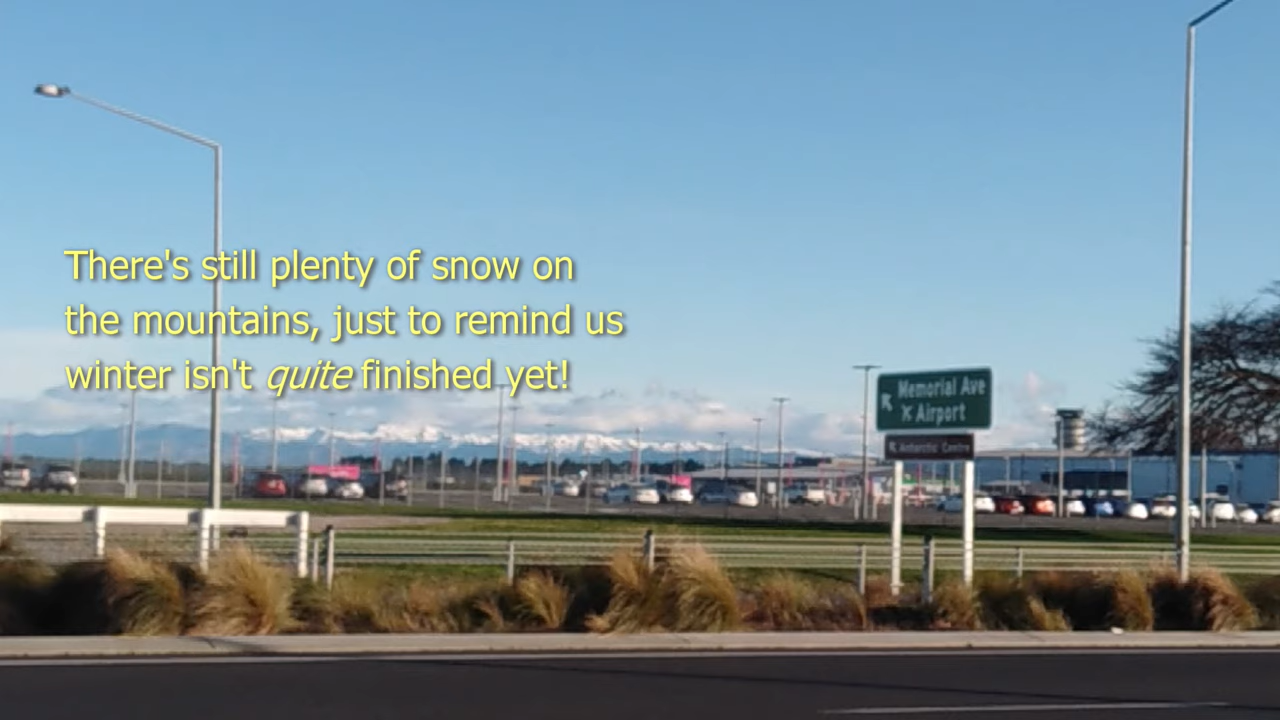 There's still plenty of snow on
the mountains, just to remind us
winter isn't quite finished yet!
Memorial Ave
Airport
Antarctic Centre